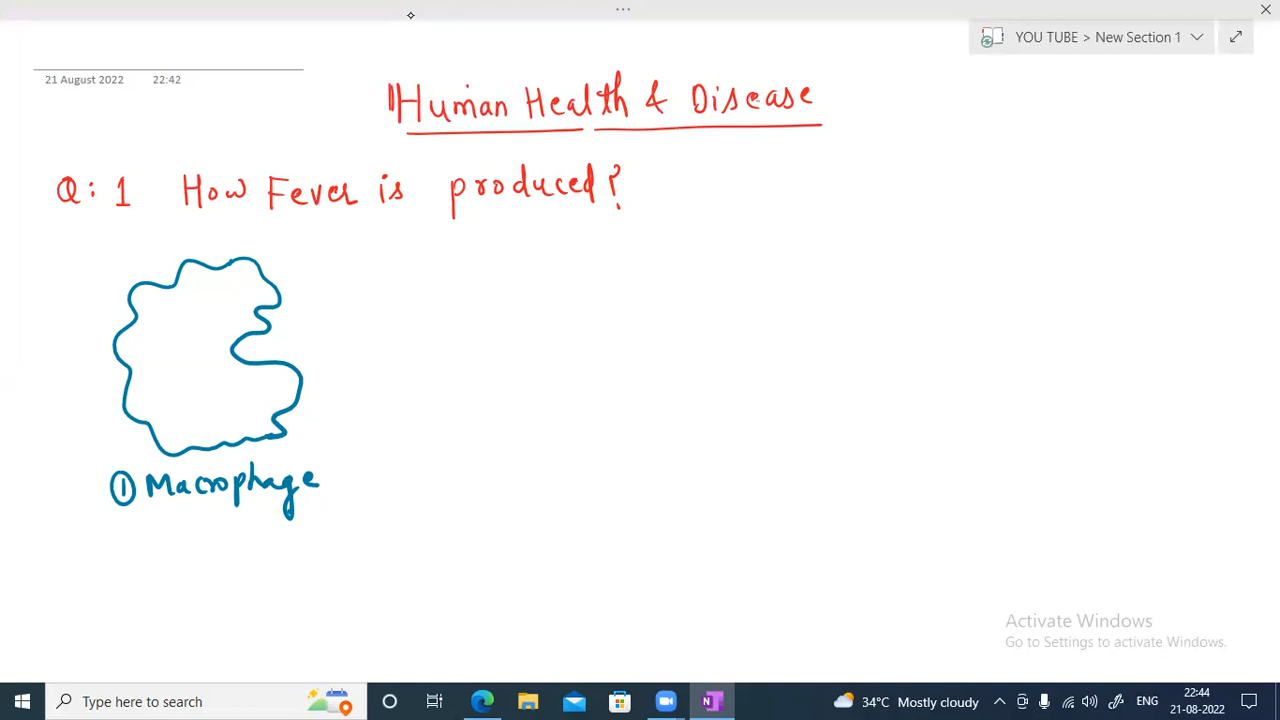 YOU TUBE > New Section 1
21 August 2022 22:42
Human Health & Disease
Q: 1 How Fever is produced?
① Macrophage
Activate Windows
Go to Settings to activate Windows.
Type here to search
34°C Mostly cloudy
ENG
22:44
21-08-2022